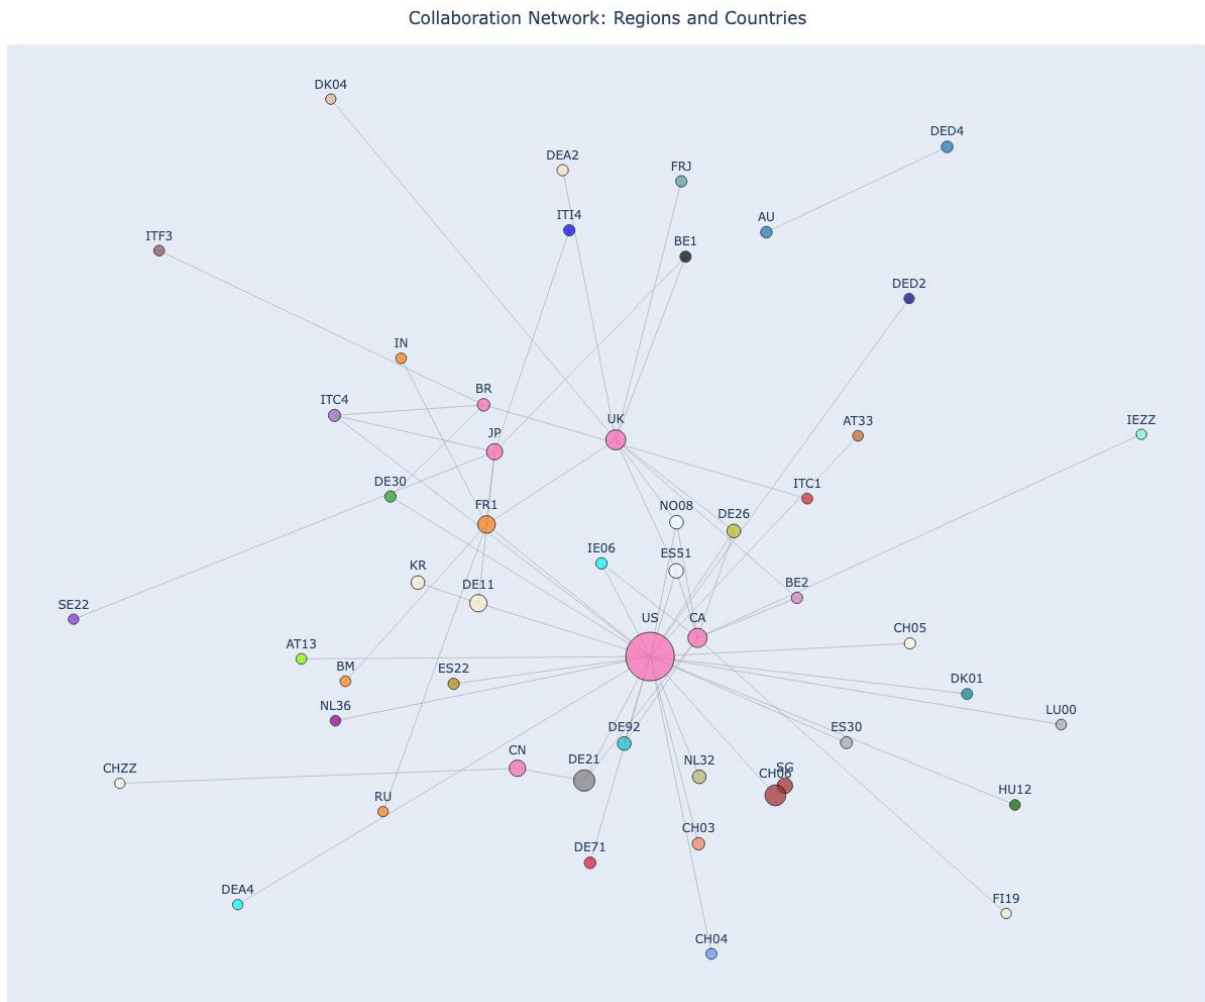 Collaboration Network: Regions and Countries
DK04
DED4
DEA2
FRJ
ITI4
AU
ITF3
BE1
DED2
IN
BR
ITC4
UK
AT33
IEZZ
JP
DE30
ITC1
FR1
NO08
DE26
IE06
ES51
KR
DE11
BE2
SE22
US
CA
CH05
AT13
BM
ES22
DK01
NL36
LU00
DE92
ES30
CN
DE21
NL32
SG
CH06
CHZZ
HU12
RU
CH03
DE71
DEA4
FI19
CH04